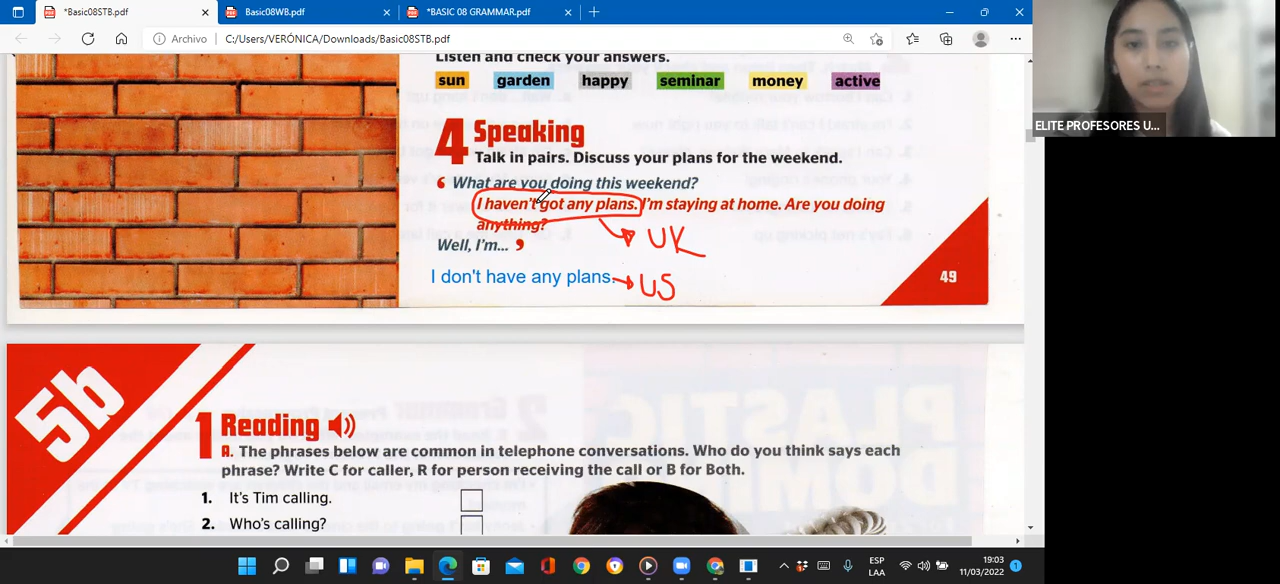 *Basic08STB.pdf
Basic08WB.pdf
*BASIC 08 GRAMMAR.pdf
Archivo
C:/Users/VERÓNICA/Downloads/Basic08STB.pdf
Listen and check your answers.
sun garden happy seminar money active
4 Speaking
Talk in pairs. Discuss your plans for the weekend.
‘ What are you doing this weekend?
I haven't got any plans. I'm staying at home. Are you doing
anything?
Well, I'm... ’
UK
I don't have any plans.
US
49
5b
1 Reading
A. The phrases below are common in telephone conversations. Who do you think says each
phrase? Write C for caller, R for person receiving the call or B for Both.
1. It's Tim calling.
2. Who's calling?
ELITE PROFESORES U...
ESP
LAA
19:03
11/03/2022
1